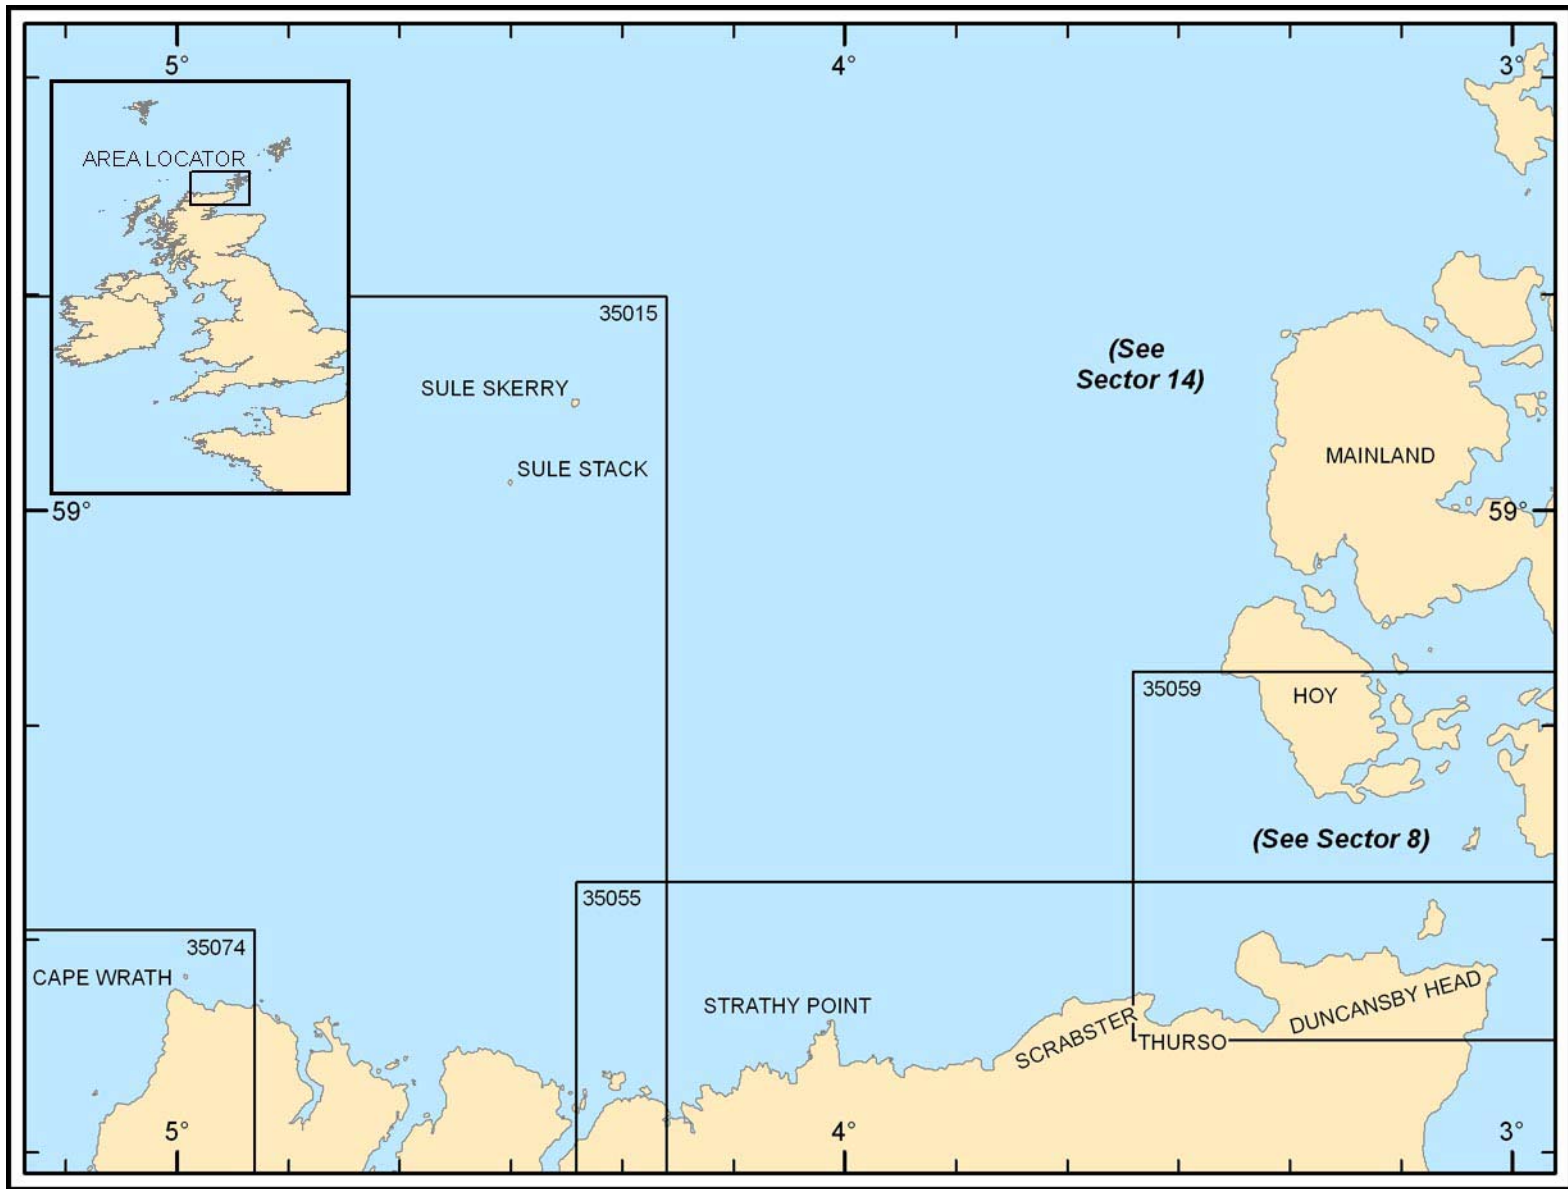 5°
4°
3°
AREA LOCATOR
35015
(See
Sector 14)
SULE SKERRY
MAINLAND
SULE STACK
59°
59°
35059
HOY
(See Sector 8)
35055
35074
CAPE WRATH
STRATHY POINT
DUNCANSBY HEAD
SCRABSTER
THURSO
5°
4°
3°